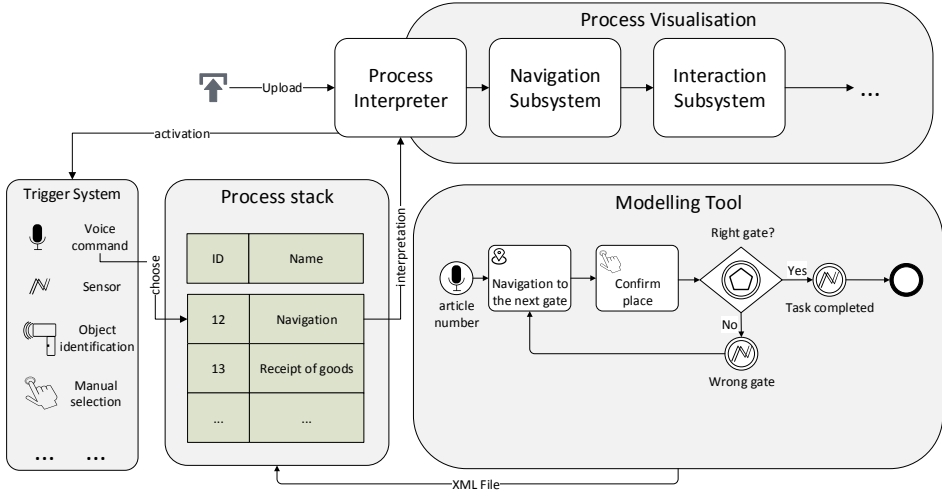 Process Visualisation
Process
Interpreter
Navigation
Subsystem
Interaction
Subsystem
...
Upload
activation
Trigger System
Voice
command
Sensor
Object
identification
Manual
selection
... ...
choose
Process stack
ID Name
12 Navigation
13 Receipt of goods
... ...
interpretation
Modelling Tool
article
number
Navigation to
the next gate
Confirm
place
Right gate?
Yes
Task completed
No
Wrong gate
XML File